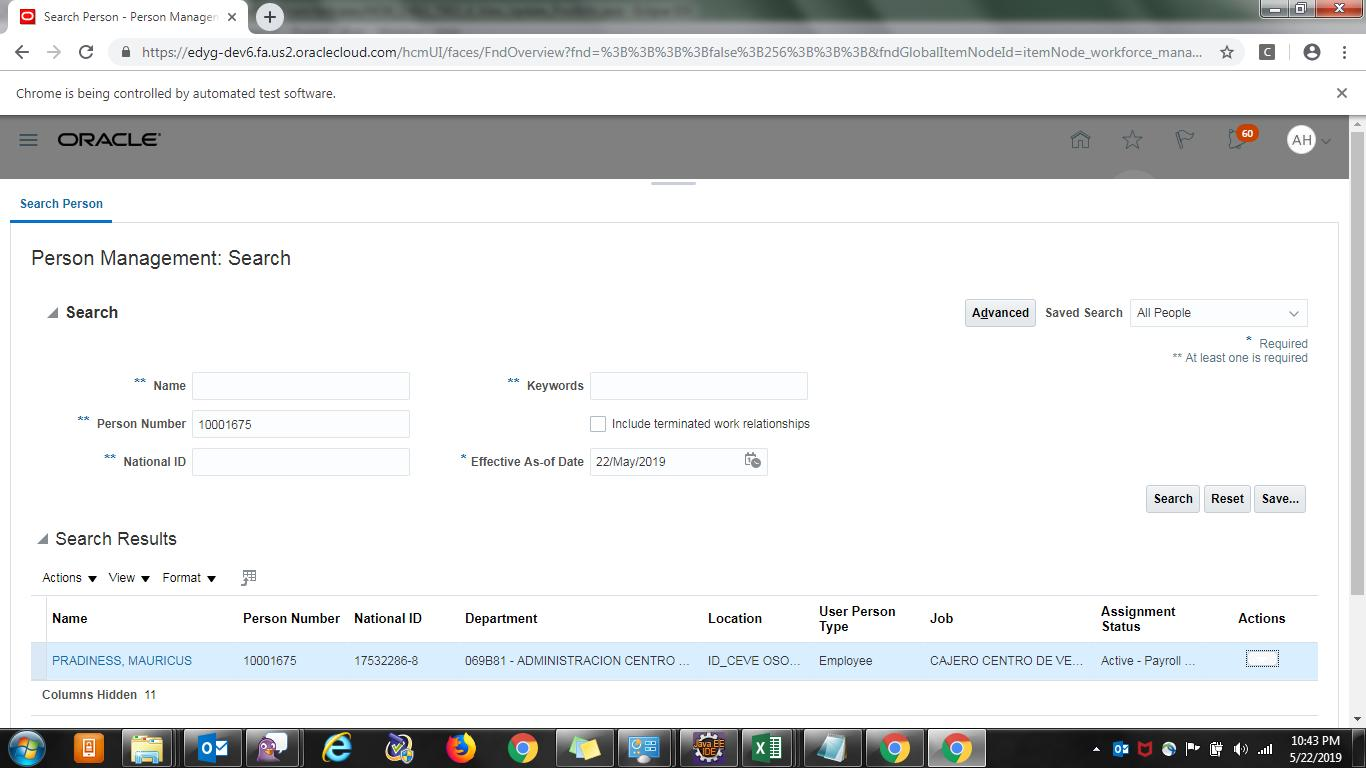 Search Person - Person Managen
https://edyg-dev6.fa.us2.oraclecloud.com/hcmUI/faces/FndOverview?fnd=%3B%3B%3B%3Bfalse%3B256%3B%3B%3B&fndGlobalItemNodeId=itemNode_workforce_mana...
C
Chrome is being controlled by automated test software.
ORACLE
60
AH
Search Person
Person Management: Search
Search
Advanced Saved Search All People
* Required
** At least one is required
** Name ** Keywords
** Person Number 10001675 Include terminated work relationships
** National ID * Effective As-of Date 22/May/2019
Search Reset Save...
Search Results
Actions View Format
Name Person Number National ID Department Location User Person Type Job Assignment Status Actions
PRADINESS, MAURICUS 10001675 17532286-8 069B81 - ADMINISTRACION CENTRO ... ID_CEVE OSO... Employee CAJERO CENTRO DE VE... Active - Payroll ...
Columns Hidden 11
Java EE
IDE
10:43 PM
5/22/2019